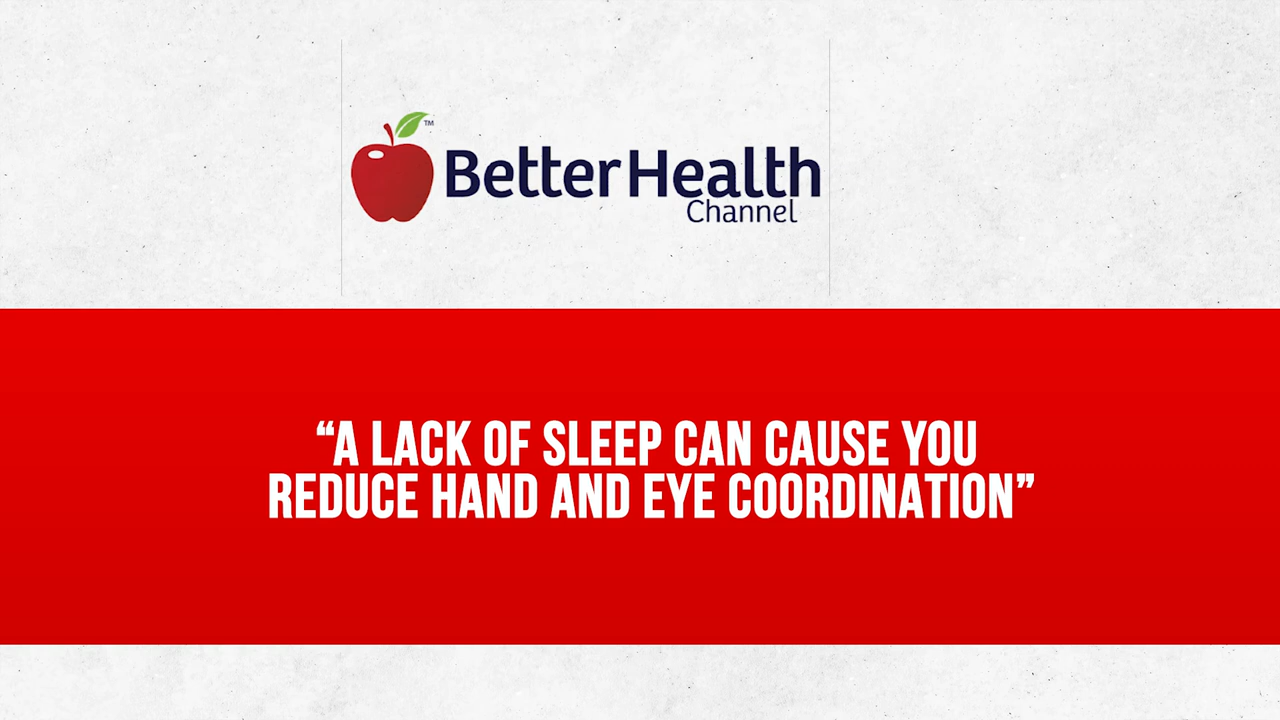 BetterHealth
Channel
™
“A LACK OF SLEEP CAN CAUSE YOU
REDUCE HAND AND EYE COORDINATION”